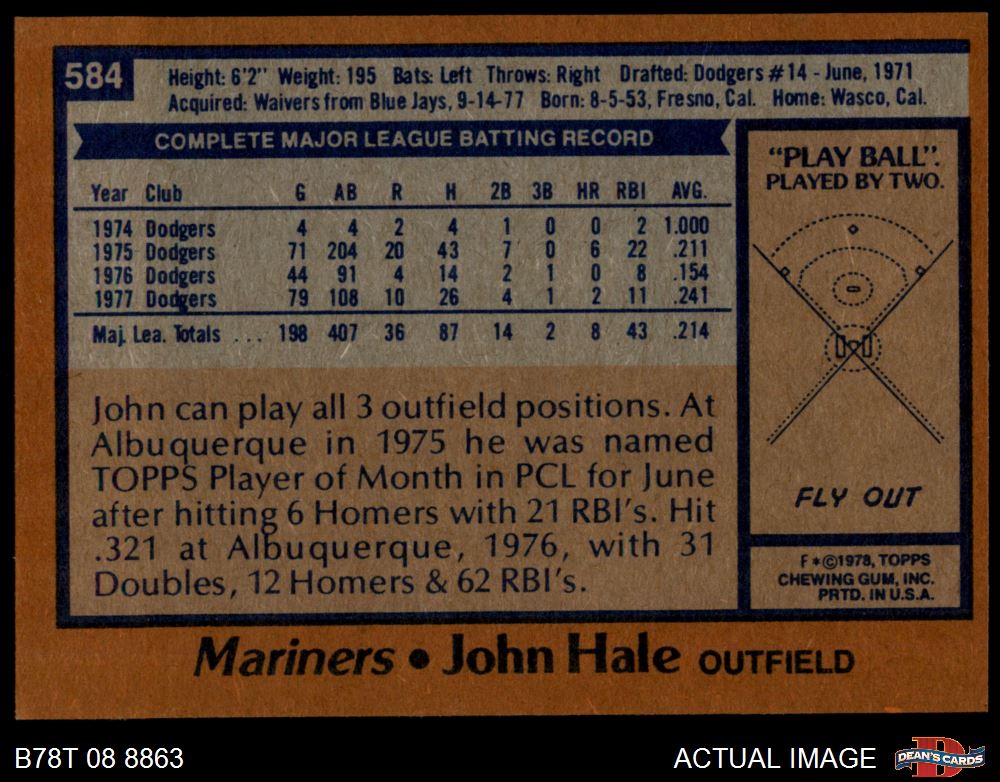 584
Height: 6'2" Weight: 195 Bats: Left Throws: Right Drafted: Dodgers #14 - June, 1971
Acquired: Waivers from Blue Jays, 9-14-77 Born: 8-5-53, Fresno, Cal. Home: Wasco, Cal.
COMPLETE MAJOR LEAGUE BATTING RECORD
Year Club G AB R H 2B 3B HR RBI AVG.
1974 Dodgers 4 4 2 4 1 0 0 2 1.000
1975 Dodgers 71 204 20 43 7 0 6 22 .211
1976 Dodgers 44 91 4 14 2 1 0 8 .154
1977 Dodgers 79 108 10 26 4 1 2 11 .241
Maj. Lea. Totals ... 198 407 36 87 14 2 8 43 .214
John can play all 3 outfield positions. At
Albuquerque in 1975 he was named
TOPPS Player of Month in PCL for June
after hitting 6 Homers with 21 RBI's. Hit
.321 at Albuquerque, 1976, with 31
Doubles, 12 Homers & 62 RBI's.
"PLAY BALL".
PLAYED BY TWO.
FLY OUT
F*©1978, TOPPS
CHEWING GUM, INC.
PRTD. IN U.S.A.
Mariners • John Hale OUTFIELD
B78T 08 8863
ACTUAL IMAGE
D
DEAN'S CARDS